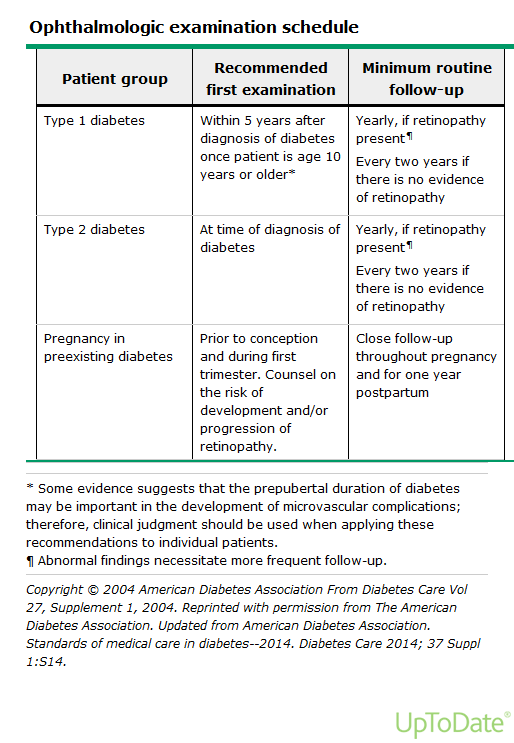 Ophthalmologic examination schedule
Patient group
Recommended
first examination
Minimum routine
follow-up
Type 1 diabetes
Within 5 years after
diagnosis of diabetes
once patient is age 10
years or older*
Yearly, if retinopathy
present¶
Every two years if
there is no evidence
of retinopathy
Type 2 diabetes
At time of diagnosis of
diabetes
Yearly, if retinopathy
present¶
Every two years if
there is no evidence
of retinopathy
Pregnancy in
preexisting diabetes
Prior to conception
and during first
trimester. Counsel on
the risk of
development and/or
progression of
retinopathy.
Close follow-up
throughout pregnancy
and for one year
postpartum
* Some evidence suggests that the prepubertal duration of diabetes
may be important in the development of microvascular complications;
therefore, clinical judgment should be used when applying these
recommendations to individual patients.
¶ Abnormal findings necessitate more frequent follow-up.
Copyright © 2004 American Diabetes Association From Diabetes Care Vol
27, Supplement 1, 2004. Reprinted with permission from The American
Diabetes Association. Updated from American Diabetes Association.
Standards of medical care in diabetes--2014. Diabetes Care 2014; 37 Suppl
1:S14.
UpToDate®